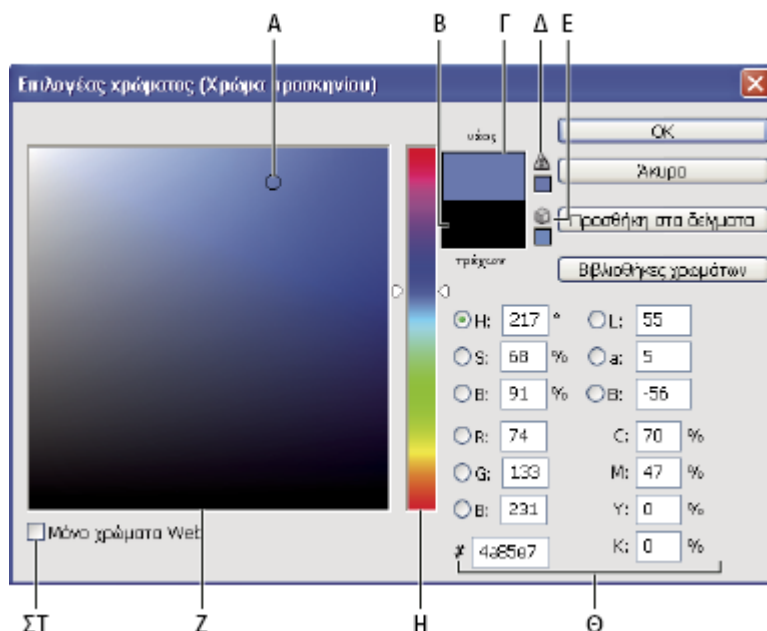 Α Β Γ Δ Ε
Επιλογέας χρώματος (Χρώμα προσκηνίου)
νέος
OK
Άκυρο
Προσθήκη στα δείγματα
τρέχων
Βιβλιοθήκες χρωμάτων
H: 217 ° L: 55
S: 68 % a: 5
B: 91 % B: -56
R: 74 C: 70 %
G: 133 M: 47 %
B: 231 Y: 0 %
Μόνο χρώματα Web
# 4a85e7 K: 0 %
ΣΤ Ζ Η Θ